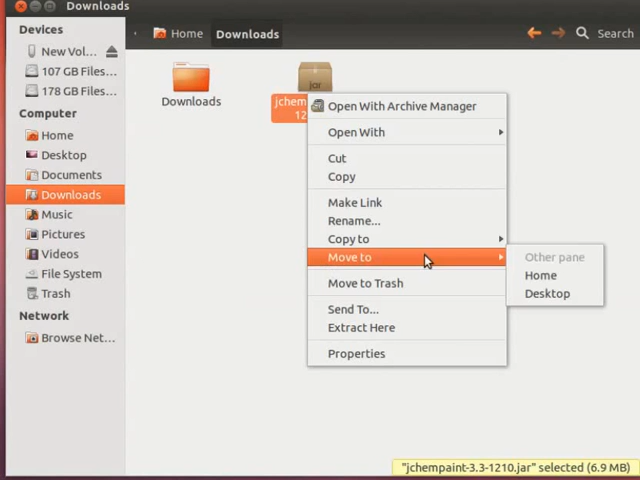 Downloads
Devices
New Vol...
107 GB Files...
178 GB Files...
Computer
Home
Desktop
Documents
Downloads
Music
Pictures
Videos
File System
Trash
Network
Browse Net...
Home
Downloads
Search
Downloads
jar
jchem
12
Open With Archive Manager
Open With
Cut
Copy
Make Link
Rename...
Copy to
Move to
Move to Trash
Send To...
Extract Here
Properties
Other pane
Home
Desktop
"jchempaint-3.3-1210.jar" selected (6.9 MB)